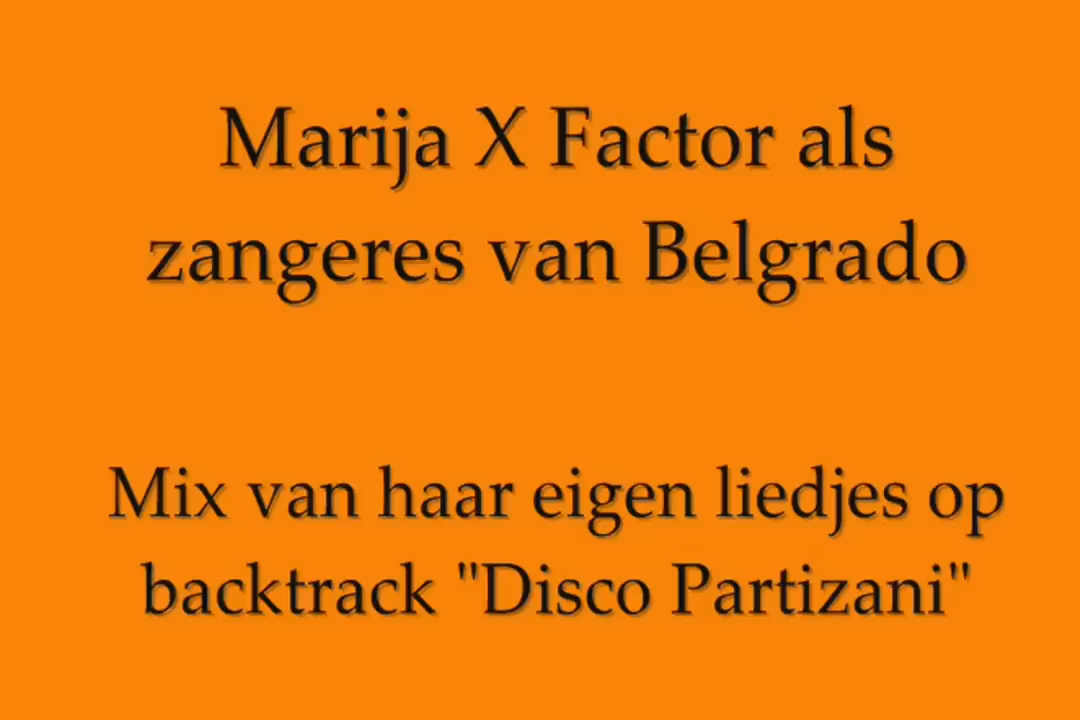 Marija X Factor als
zangeres van Belgrado
Mix van haar eigen liedjes op
backtrack "Disco Partizani"